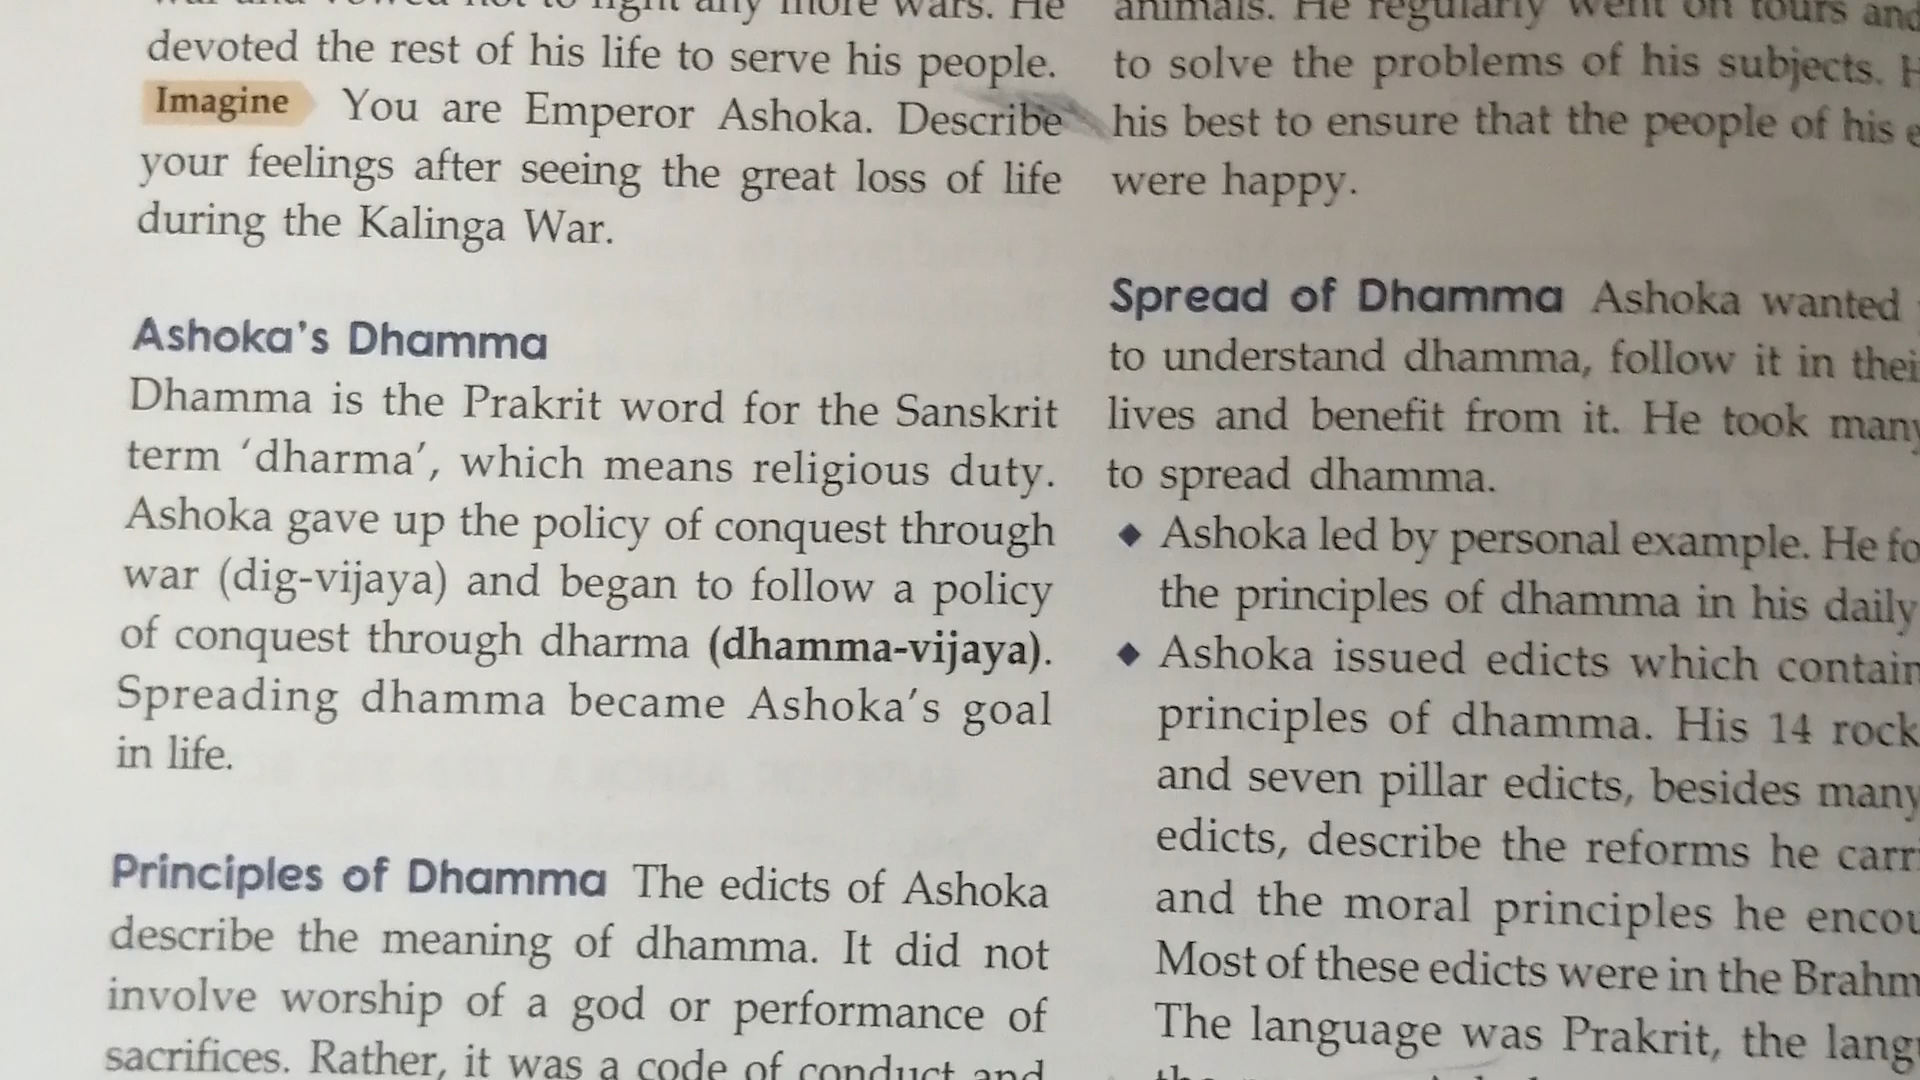 war and vowed not to fight any more wars. He
devoted the rest of his life to serve his people.
Imagine You are Emperor Ashoka. Describe
your feelings after seeing the great loss of life
during the Kalinga War.
Ashoka's Dhamma
Dhamma is the Prakrit word for the Sanskrit
term 'dharma', which means religious duty.
Ashoka gave up the policy of conquest through
war (dig-vijaya) and began to follow a policy
of conquest through dharma (dhamma-vijaya).
Spreading dhamma became Ashoka's goal
in life.
Principles of Dhamma The edicts of Ashoka
describe the meaning of dhamma. It did not
involve worship of a god or performance of
sacrifices. Rather, it was a code of conduct and
animals. He regularly went on tours and
to solve the problems of his subjects. H
his best to ensure that the people of his e
were happy.
Spread of Dhamma Ashoka wanted
to understand dhamma, follow it in thei
lives and benefit from it. He took many
to spread dhamma.
◆ Ashoka led by personal example. He fo
the principles of dhamma in his daily
◆ Ashoka issued edicts which contain
principles of dhamma. His 14 rock
and seven pillar edicts, besides many
edicts, describe the reforms he carr
and the moral principles he encou
Most of these edicts were in the Brahm
The language was Prakrit, the lang